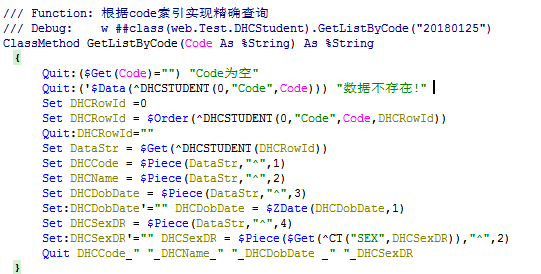 /// Function: 根据code索引实现精确查询
/// Debug:    w ##class(web.Test.DHCStudent).GetListByCode("20180125")
ClassMethod GetListByCode(Code As %String) As %String
{
Quit:($Get(Code)="") "Code为空"
Quit:('$Data(^DHCSTUDENT(0,"Code",Code))) "数据不存在!"
Set DHCRowId =0
Set DHCRowId = $Order(^DHCSTUDENT(0,"Code",Code,DHCRowId))
Quit:DHCRowId=""
Set DataStr = $Get(^DHCSTUDENT(DHCRowId))
Set DHCCode = $Piece(DataStr,"^",1)
Set DHCName = $Piece(DataStr,"^",2)
Set DHCDobDate = $Piece(DataStr,"^",3)
Set:DHCDobDate'="" DHCDobDate = $ZDate(DHCDobDate,1)
Set DHCSexDR = $Piece(DataStr,"^",4)
Set:DHCSexDR'="" DHCSexDR = $Piece($Get(^CT("SEX",DHCSexDR)),"^",2)
Quit DHCCode_" "_DHCName_" "_DHCDobDate _" "_DHCSexDR
}